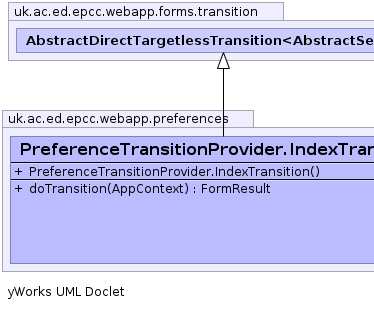 uk.ac.ed.epcc.webapp.forms.transition
AbstractDirectTargetlessTransition<AbstractSe
uk.ac.ed.epcc.webapp.preferences
PreferenceTransitionProvider.IndexTran
+ PreferenceTransitionProvider.IndexTransition()
+ doTransition(AppContext) : FormResult
yWorks UML Doclet